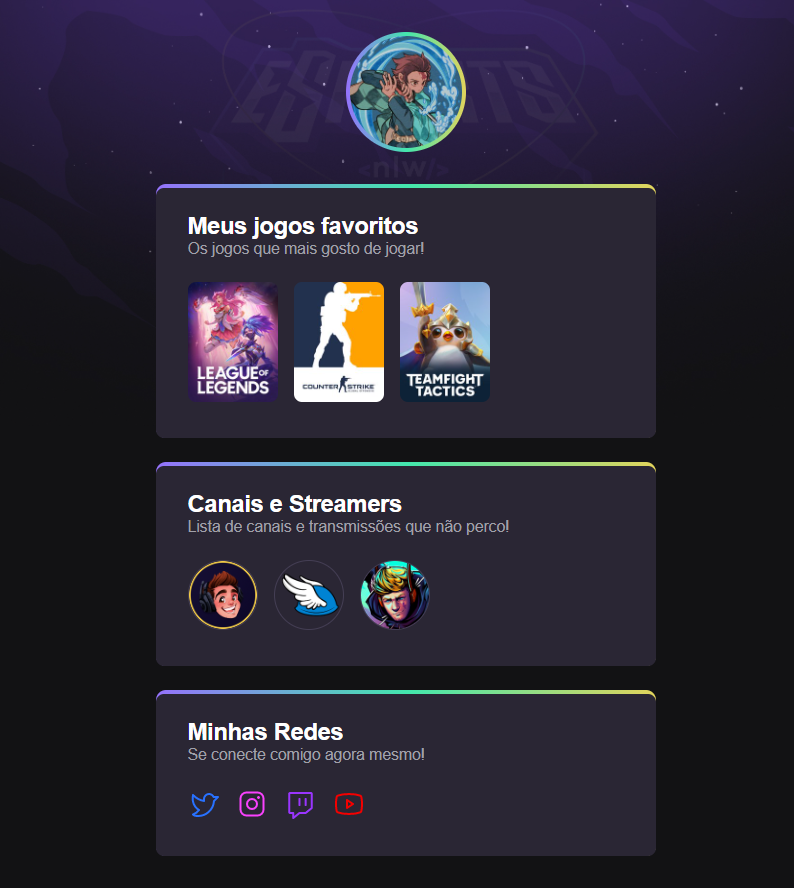 ESPORTS
<nlw/>
Meus jogos favoritos
Os jogos que mais gosto de jogar!
LEAGUE OF
LEGENDS
COUNTER STRIKE
TEAMFIGHT
TACTICS
Canais e Streamers
Lista de canais e transmissões que não perco!
Minhas Redes
Se conecte comigo agora mesmo!